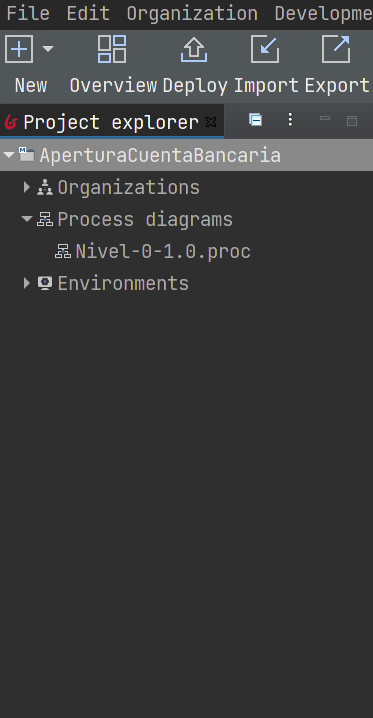 File Edit Organization Developme
New Overview Deploy Import Export
Project explorer
AperturaCuentaBancaria
Organizations
Process diagrams
Nivel-0-1.0.proc
Environments